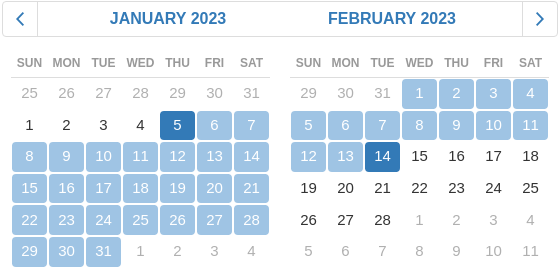 JANUARY 2023
SUN MON TUE WED THU FRI SAT
25 26 27 28 29 30 31
1 2 3 4 5 6 7
8 9 10 11 12 13 14
15 16 17 18 19 20 21
22 23 24 25 26 27 28
29 30 31 1 2 3 4
FEBRUARY 2023
SUN MON TUE WED THU FRI SAT
29 30 31 1 2 3 4
5 6 7 8 9 10 11
12 13 14 15 16 17 18
19 20 21 22 23 24 25
26 27 28 1 2 3 4
5 6 7 8 9 10 11